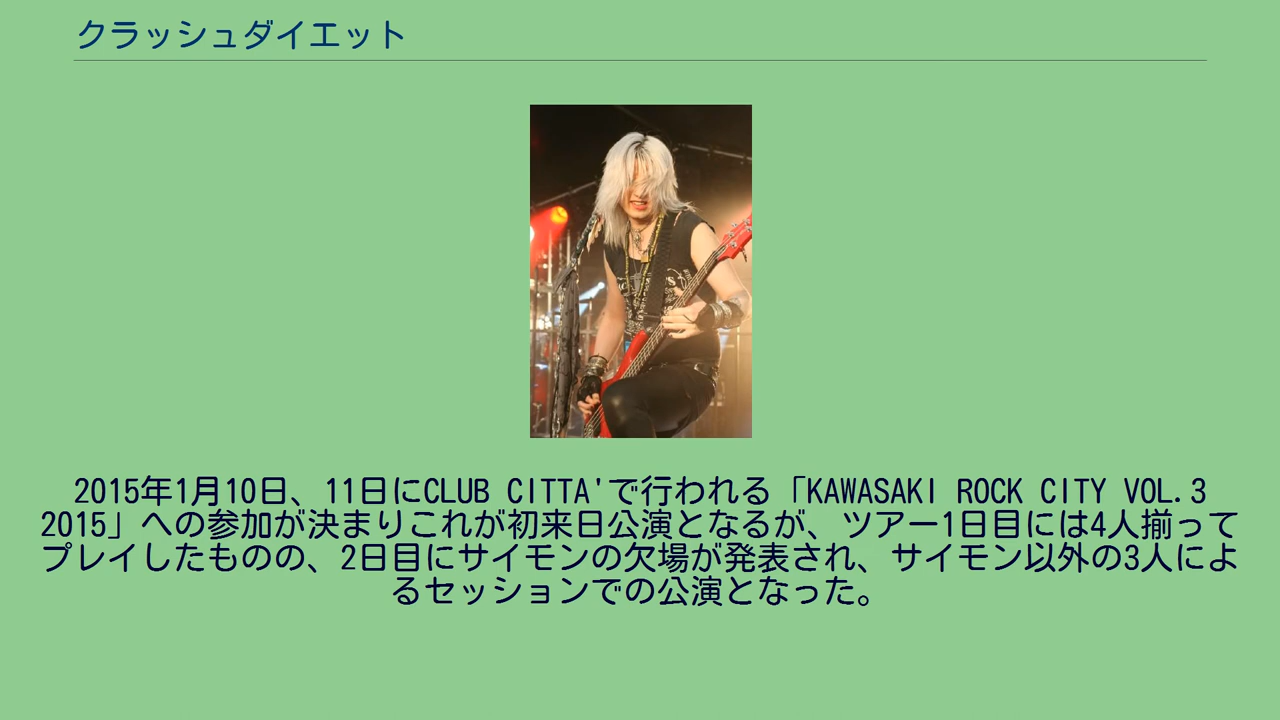 クラッシュダイエット
2015年1月10日、11日にCLUB CITTA'で行われる「KAWASAKI ROCK CITY VOL.3
2015」への参加が決まりこれが初来日公演となるが、ツアー1日目には4人揃って
プレイしたものの、2日目にサイモンの欠場が発表され、サイモン以外の3人によ
るセッションでの公演となった。